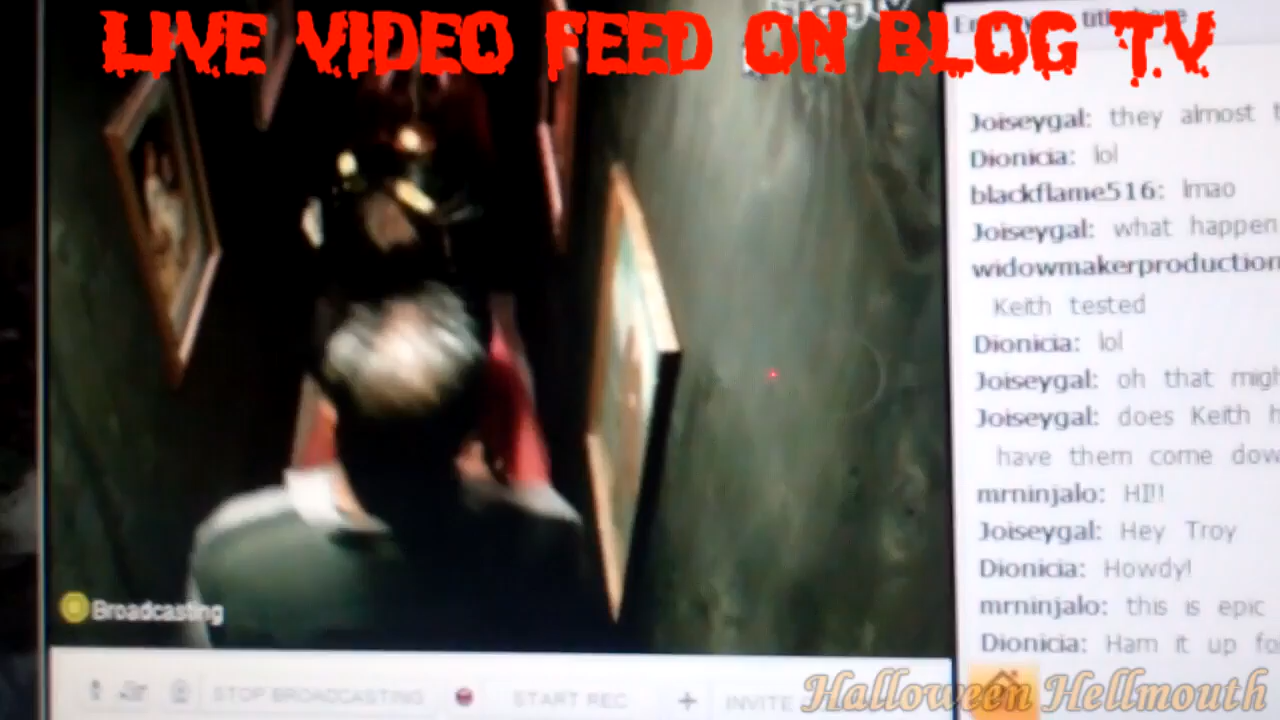 LIVE VIDEO FEED ON BLOG TV
blogtv
Joiseygal: they almost
Dionicia: lol
blackflame516: lmao
Joiseygal: what happen
widowmakerproduction
Keith tested
Dionicia: lol
Joiseygal: oh that migh
Joiseygal: does Keith h
have them come dow
mrninjalo: HI!!
Joiseygal: Hey Troy
Dionicia: Howdy!
mrninjalo: this is epic
Dionicia: Ham it up fo
Broadcasting
STOP BROADCASTING START REC + INVITE
Halloween Hellmouth